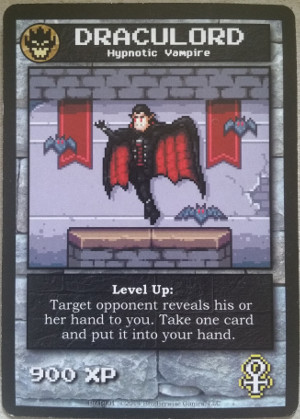 DRACULORD
Hypnotic Vampire
Level Up:
Target opponent reveals his or
her hand to you. Take one card
and put it into your hand.
900 XP